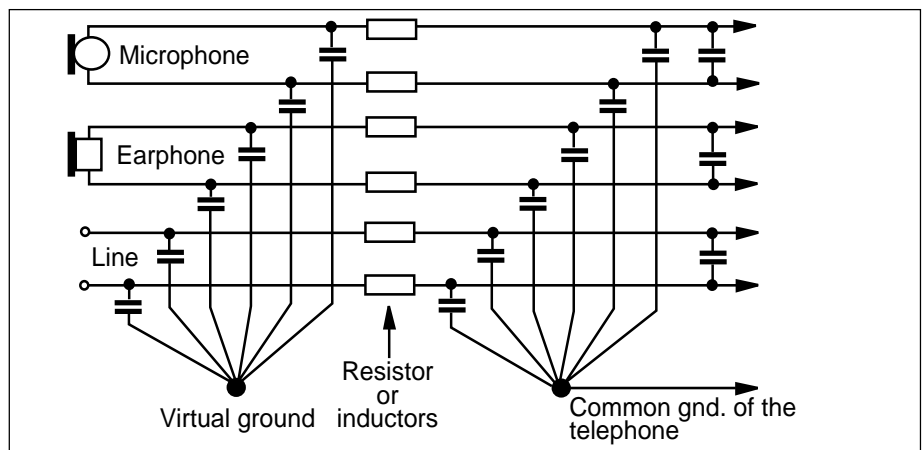 Microphone
Earphone
Line
Resistor
or
inductors
Virtual ground
Common gnd. of the
telephone